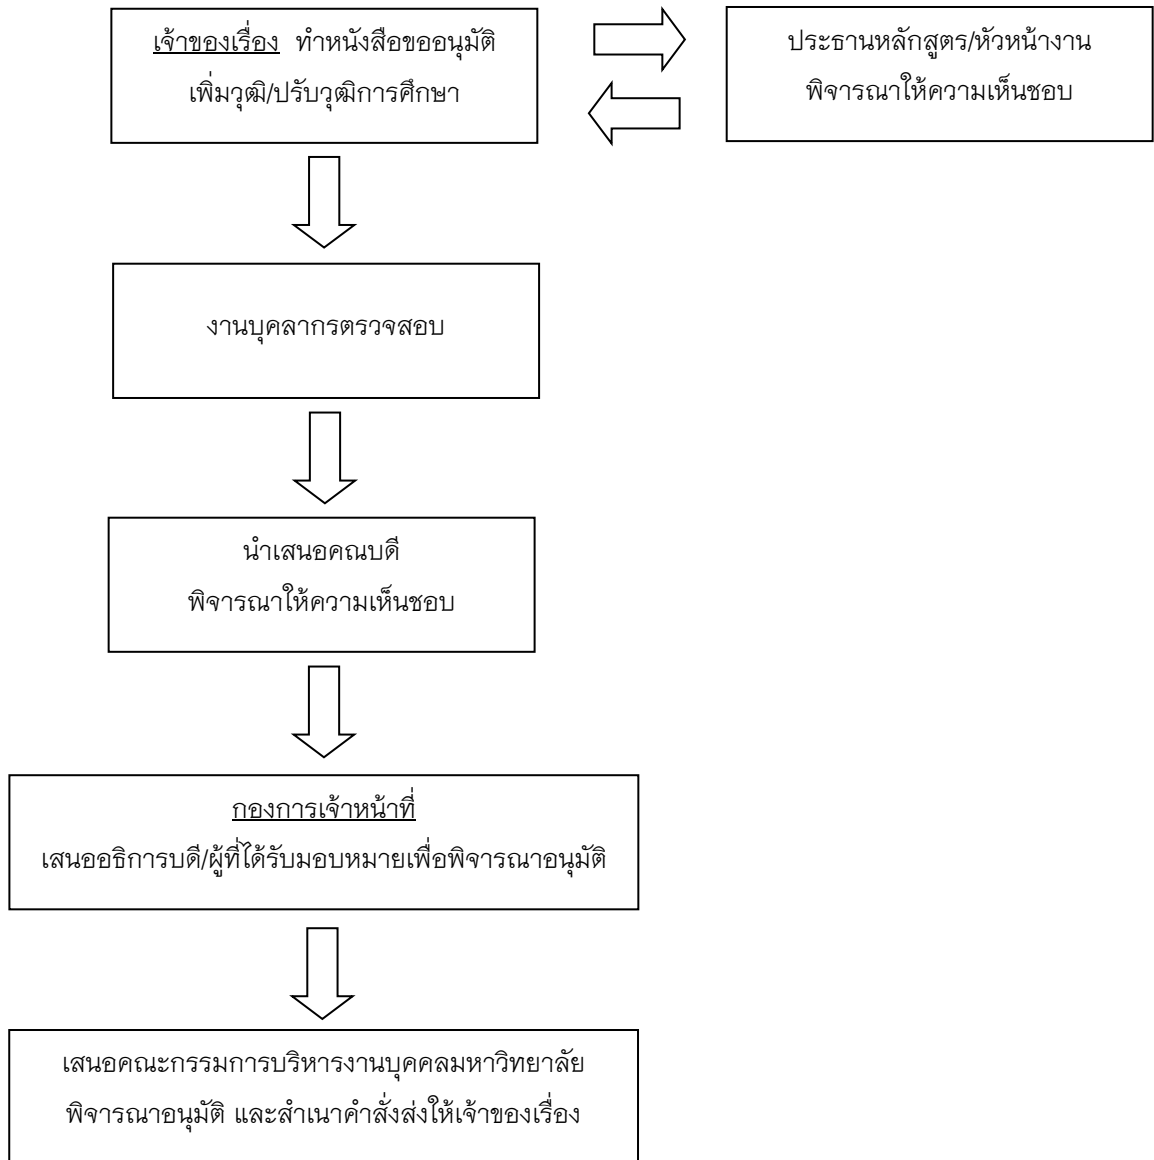 เจ้าของเรื่อง ทำหนังสือขออนุมัติ
เพิ่มวุฒิ/ปรับวุฒิการศึกษา
ประธานหลักสูตร/หัวหน้างาน
พิจารณาให้ความเห็นชอบ
งานบุคลากรตรวจสอบ
นำเสนอคณบดี
พิจารณาให้ความเห็นชอบ
กองการเจ้าหน้าที่
เสนออธิการบดี/ผู้ที่ได้รับมอบหมายเพื่อพิจารณาอนุมัติ
เสนอคณะกรรมการบริหารงานบุคคลมหาวิทยาลัย
พิจารณาอนุมัติ และสำเนาคำสั่งส่งให้เจ้าของเรื่อง